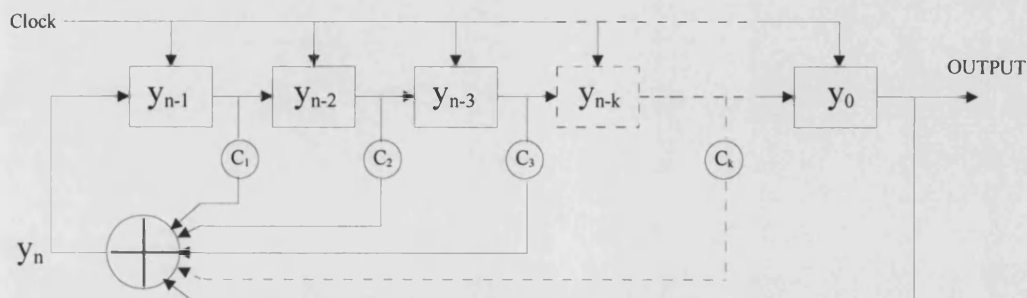 Clock
OUTPUT
yn-1 yn-2 yn-3 yn-k y0
C1 C2 C3 Ck
yn